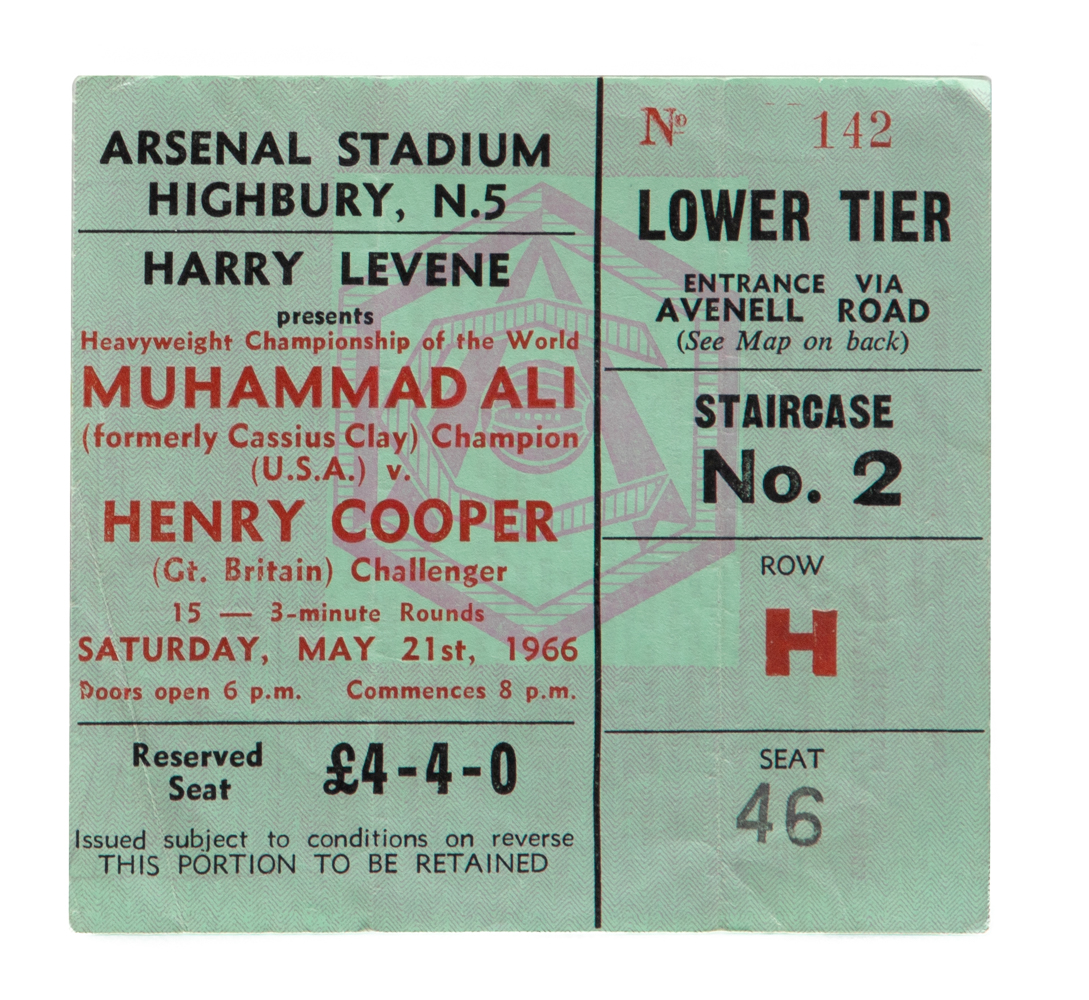 ARSENAL STADIUM
HIGHBURY, N.5
HARRY LEVENE
presents
Heavyweight Championship of the World
MUHAMMAD ALI
(formerly Cassius Clay) Champion
(U.S.A.) v.
HENRY COOPER
(Gt. Britain) Challenger
15 — 3-minute Rounds
SATURDAY, MAY 21st, 1966
Doors open 6 p.m. Commences 8 p.m.
Reserved
Seat
£4-4-0
Issued subject to conditions on reverse
THIS PORTION TO BE RETAINED
Nº 142
LOWER TIER
ENTRANCE VIA
AVENELL ROAD
(See Map on back)
STAIRCASE
No. 2
ROW
H
SEAT
46